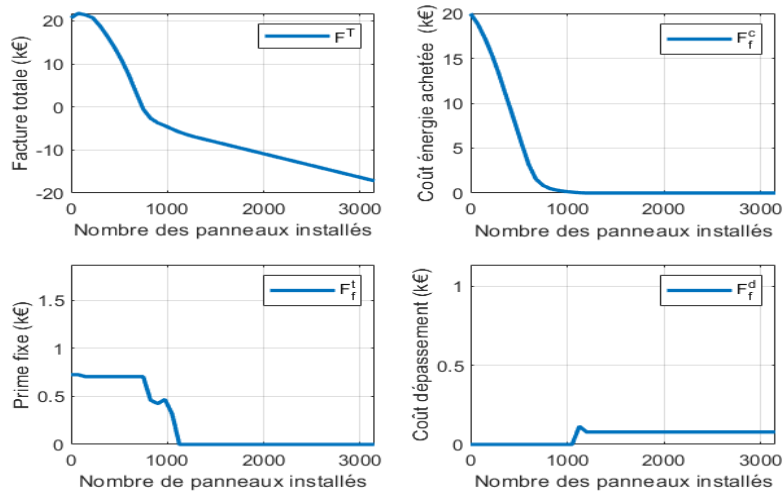 Facture totale (k€)
20
10
0
-10
-20
F^T
0
1000
2000
3000
Nombre des panneaux installés
Coût énergie achetée (k€)
20
15
10
5
0
F_f^c
0
1000
2000
3000
Nombre des panneaux installés
Prime fixe (k€)
1.5
1
0.5
0
F_f^t
0
1000
2000
3000
Nombre de panneaux installés
Coût dépassement (k€)
1
0.5
0
F_f^d
0
1000
2000
3000
Nombre de panneaux installés